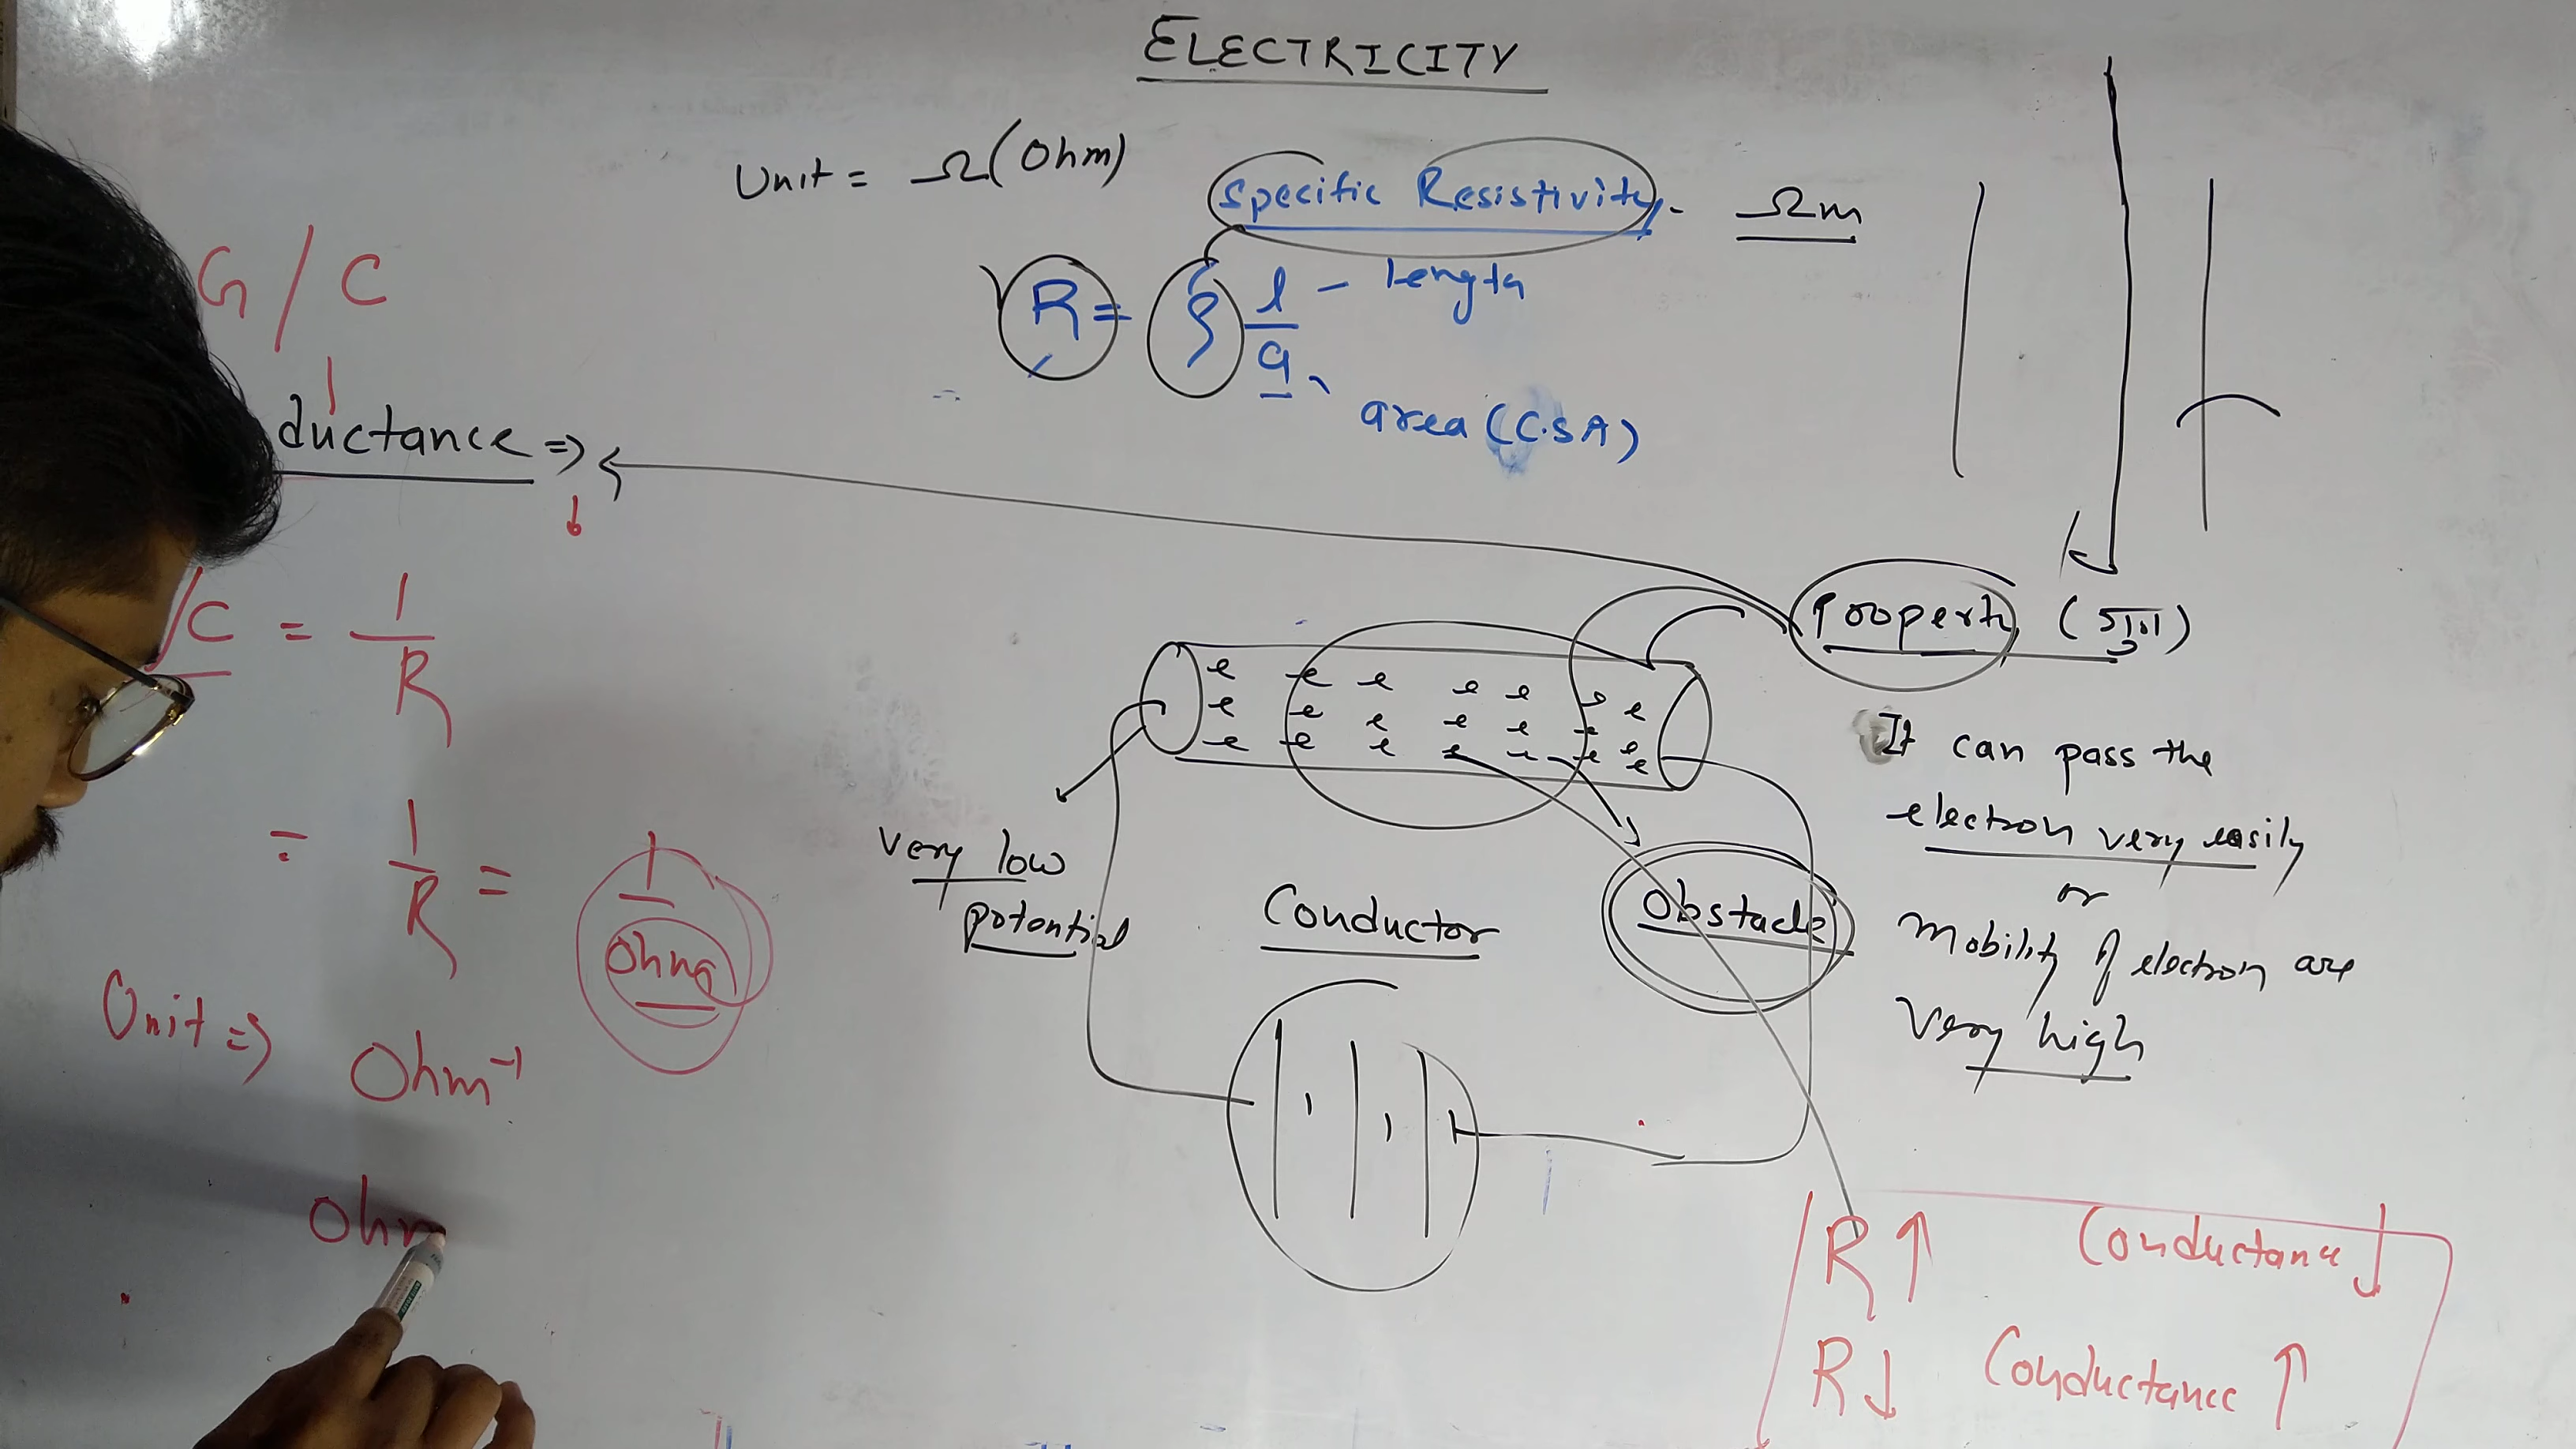 ELECTRICITY
Unit = Ω (Ohm)
Specific Resistivity - Ωm
R = ρ l/a
- length
area (C.S.A)
G / C
ductance =>
/C = 1/R
= 1/R = 1/ohm
Unit => Ohm⁻¹
Ohm
Property (गुण)
e e e e e e e
e e e e e e e
e e e e e e e
e
It can pass the
electron very easily
or
mobility of electron are
very high
very low
potential
Conductor
Obstacle
R ↑ Conductance ↓
R ↓ Conductance ↑